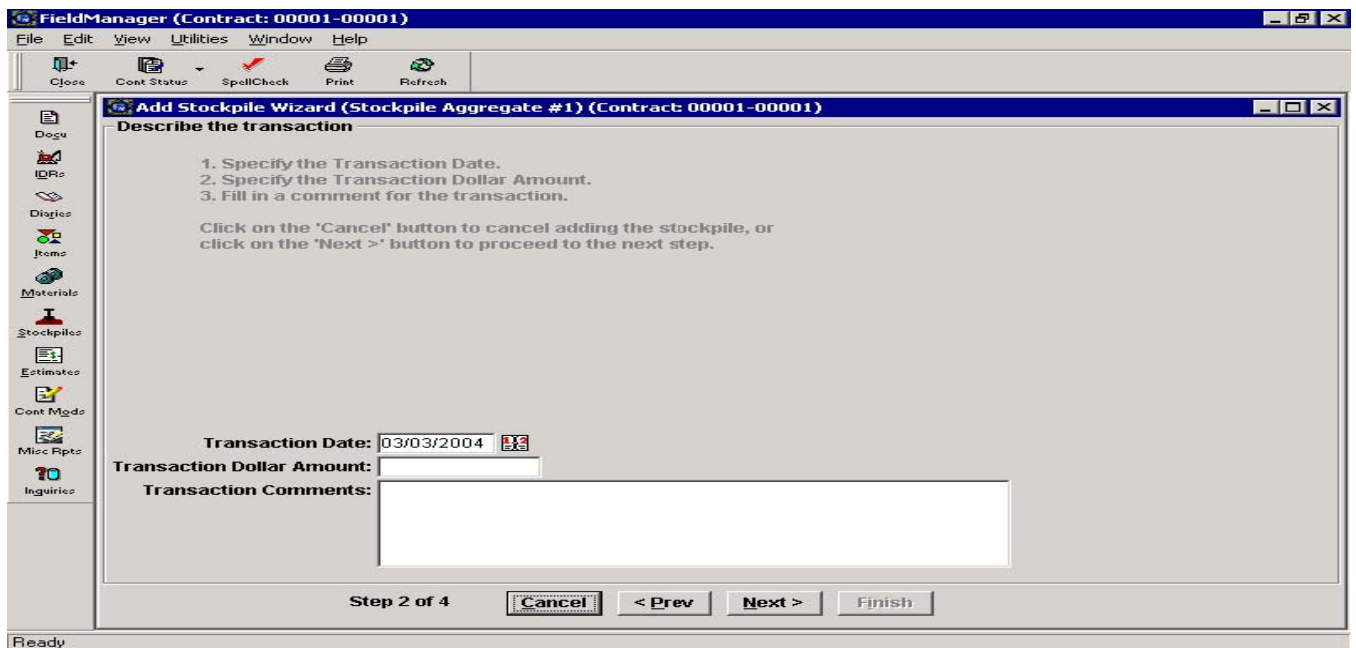 FieldManager (Contract: 00001-00001)
File Edit View Utilities Window Help
Close Cont Status SpellCheck Print Refresh
Add Stockpile Wizard (Stockpile Aggregate #1) (Contract: 00001-00001)
Describe the transaction
Docu
IDRs
Diaries
Items
Materials
Stockpiles
Estimates
Cont Mods
Misc Rpts
Inquiries
1. Specify the Transaction Date.
2. Specify the Transaction Dollar Amount.
3. Fill in a comment for the transaction.
Click on the 'Cancel' button to cancel adding the stockpile, or
click on the 'Next >' button to proceed to the next step.
Transaction Date: 03/03/2004
Transaction Dollar Amount:
Transaction Comments:
Step 2 of 4 Cancel < Prev Next > Finish
Ready